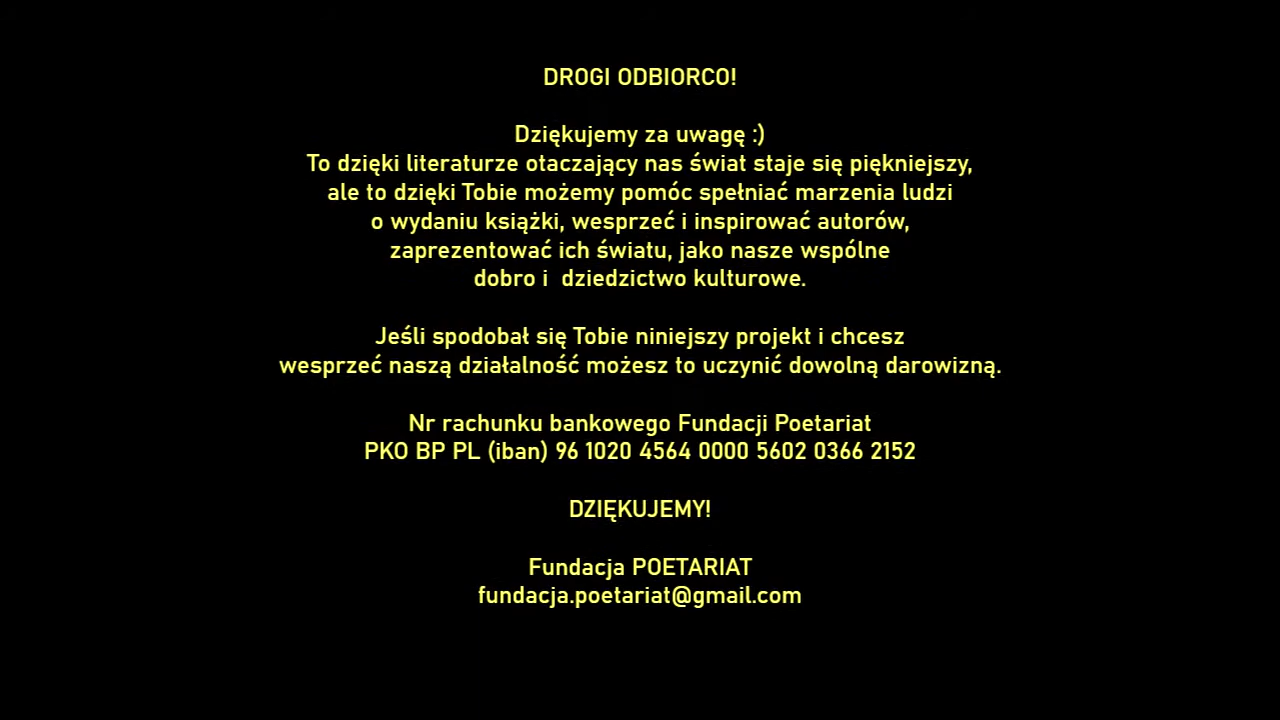 DROGI ODBIORCO!
Dziękujemy za uwagę :)
To dzięki literaturze otaczający nas świat staje się piękniejszy,
ale to dzięki Tobie możemy pomóc spełniać marzenia ludzi
o wydaniu książki, wesprzeć i inspirować autorów,
zaprezentować ich światu, jako nasze wspólne
dobro i  dziedzictwo kulturowe.
Jeśli spodobał się Tobie niniejszy projekt i chcesz
wesprzeć naszą działalność możesz to uczynić dowolną darowizną.
Nr rachunku bankowego Fundacji Poetariat
PKO BP PL (iban) 96 1020 4564 0000 5602 0366 2152
DZIĘKUJEMY!
Fundacja POETARIAT
fundacja.poetariat@gmail.com